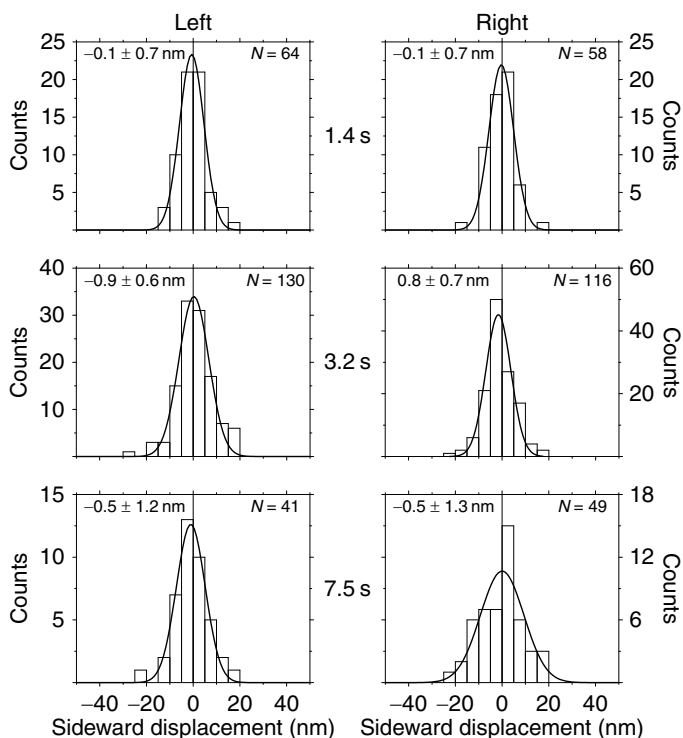 Left Right
25 −0.1 ± 0.7 nm N = 64 −0.1 ± 0.7 nm N = 58 25
20 20
15 15
10 10
5 5
Counts 1.4 s Counts
40 −0.9 ± 0.6 nm N = 130 0.8 ± 0.7 nm N = 116 60
30 40
20 20
10
Counts 3.2 s Counts
15 −0.5 ± 1.2 nm N = 41 −0.5 ± 1.3 nm N = 49 18
10 12
5 6
Counts 7.5 s Counts
−40 −20 0 20 40 −40 −20 0 20 40
Sideward displacement (nm) Sideward displacement (nm)